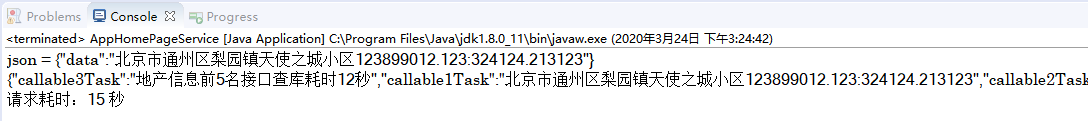 Problems Console Progress
<terminated> AppHomePageService [Java Application] C:\Program Files\Java\jdk1.8.0_11\bin\javaw.exe (2020年3月24日 下午3:24:42)
json = {"data":"北京市通州区梨园镇天使之城小区123899012.123:324124.213123"}
{"callable3Task":"地产信息前5名接口查库耗时12秒","callable1Task":"北京市通州区梨园镇天使之城小区123899012.123:324124.213123","callable2Task
请求耗时：15 秒